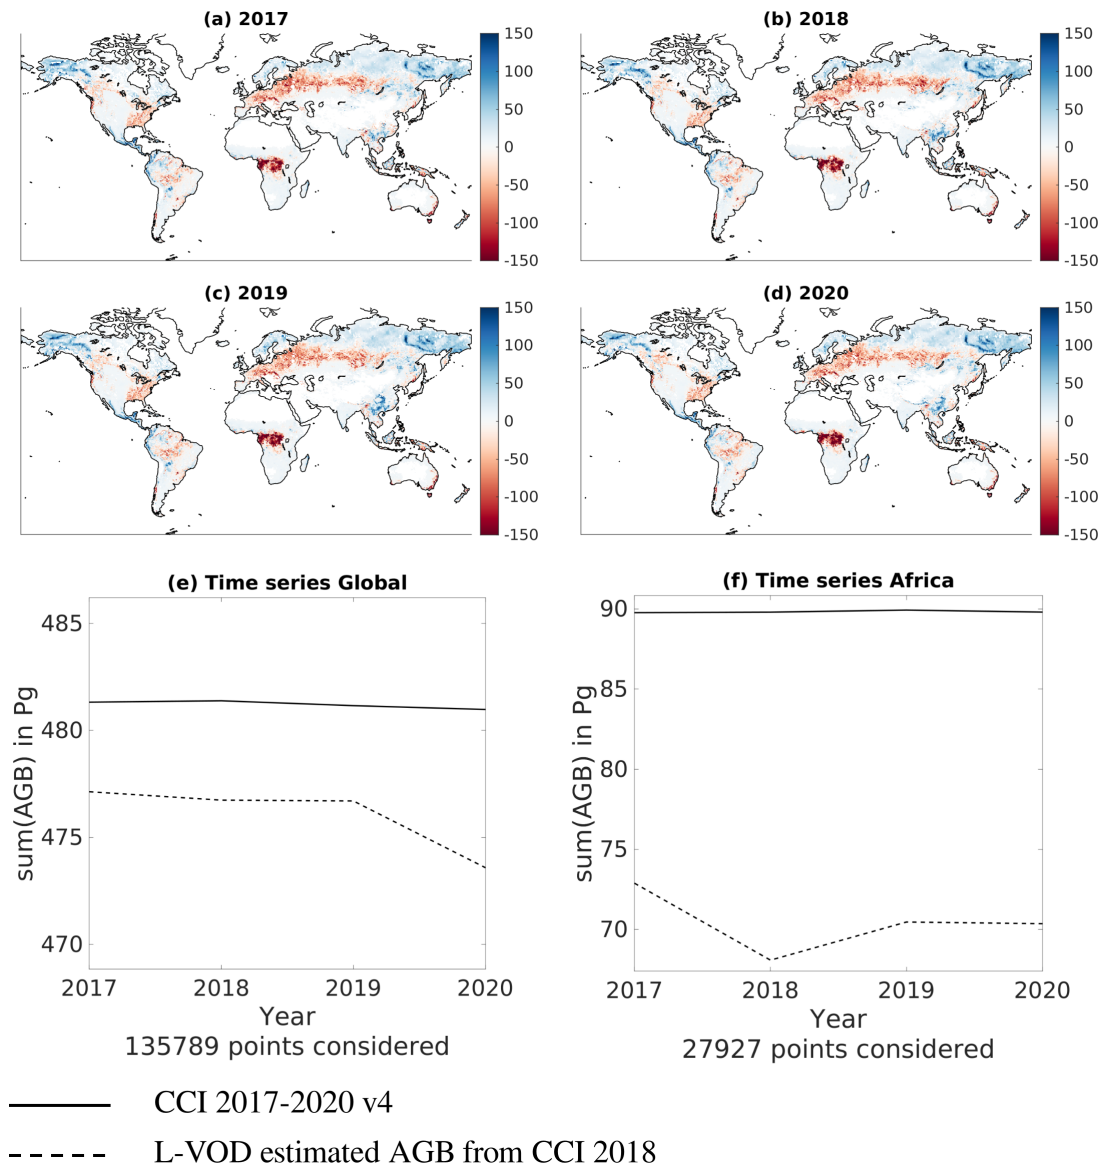 (a) 2017
150
100
50
0
-50
-100
-150
(b) 2018
150
100
50
0
-50
-100
-150
(c) 2019
150
100
50
0
-50
-100
-150
(d) 2020
150
100
50
0
-50
-100
-150
(e) Time series Global
sum(AGB) in Pg
485
480
475
470
2017 2018 2019 2020
Year
135789 points considered
(f) Time series Africa
sum(AGB) in Pg
90
85
80
75
70
2017 2018 2019 2020
Year
27927 points considered
CCI 2017-2020 v4
L-VOD estimated AGB from CCI 2018